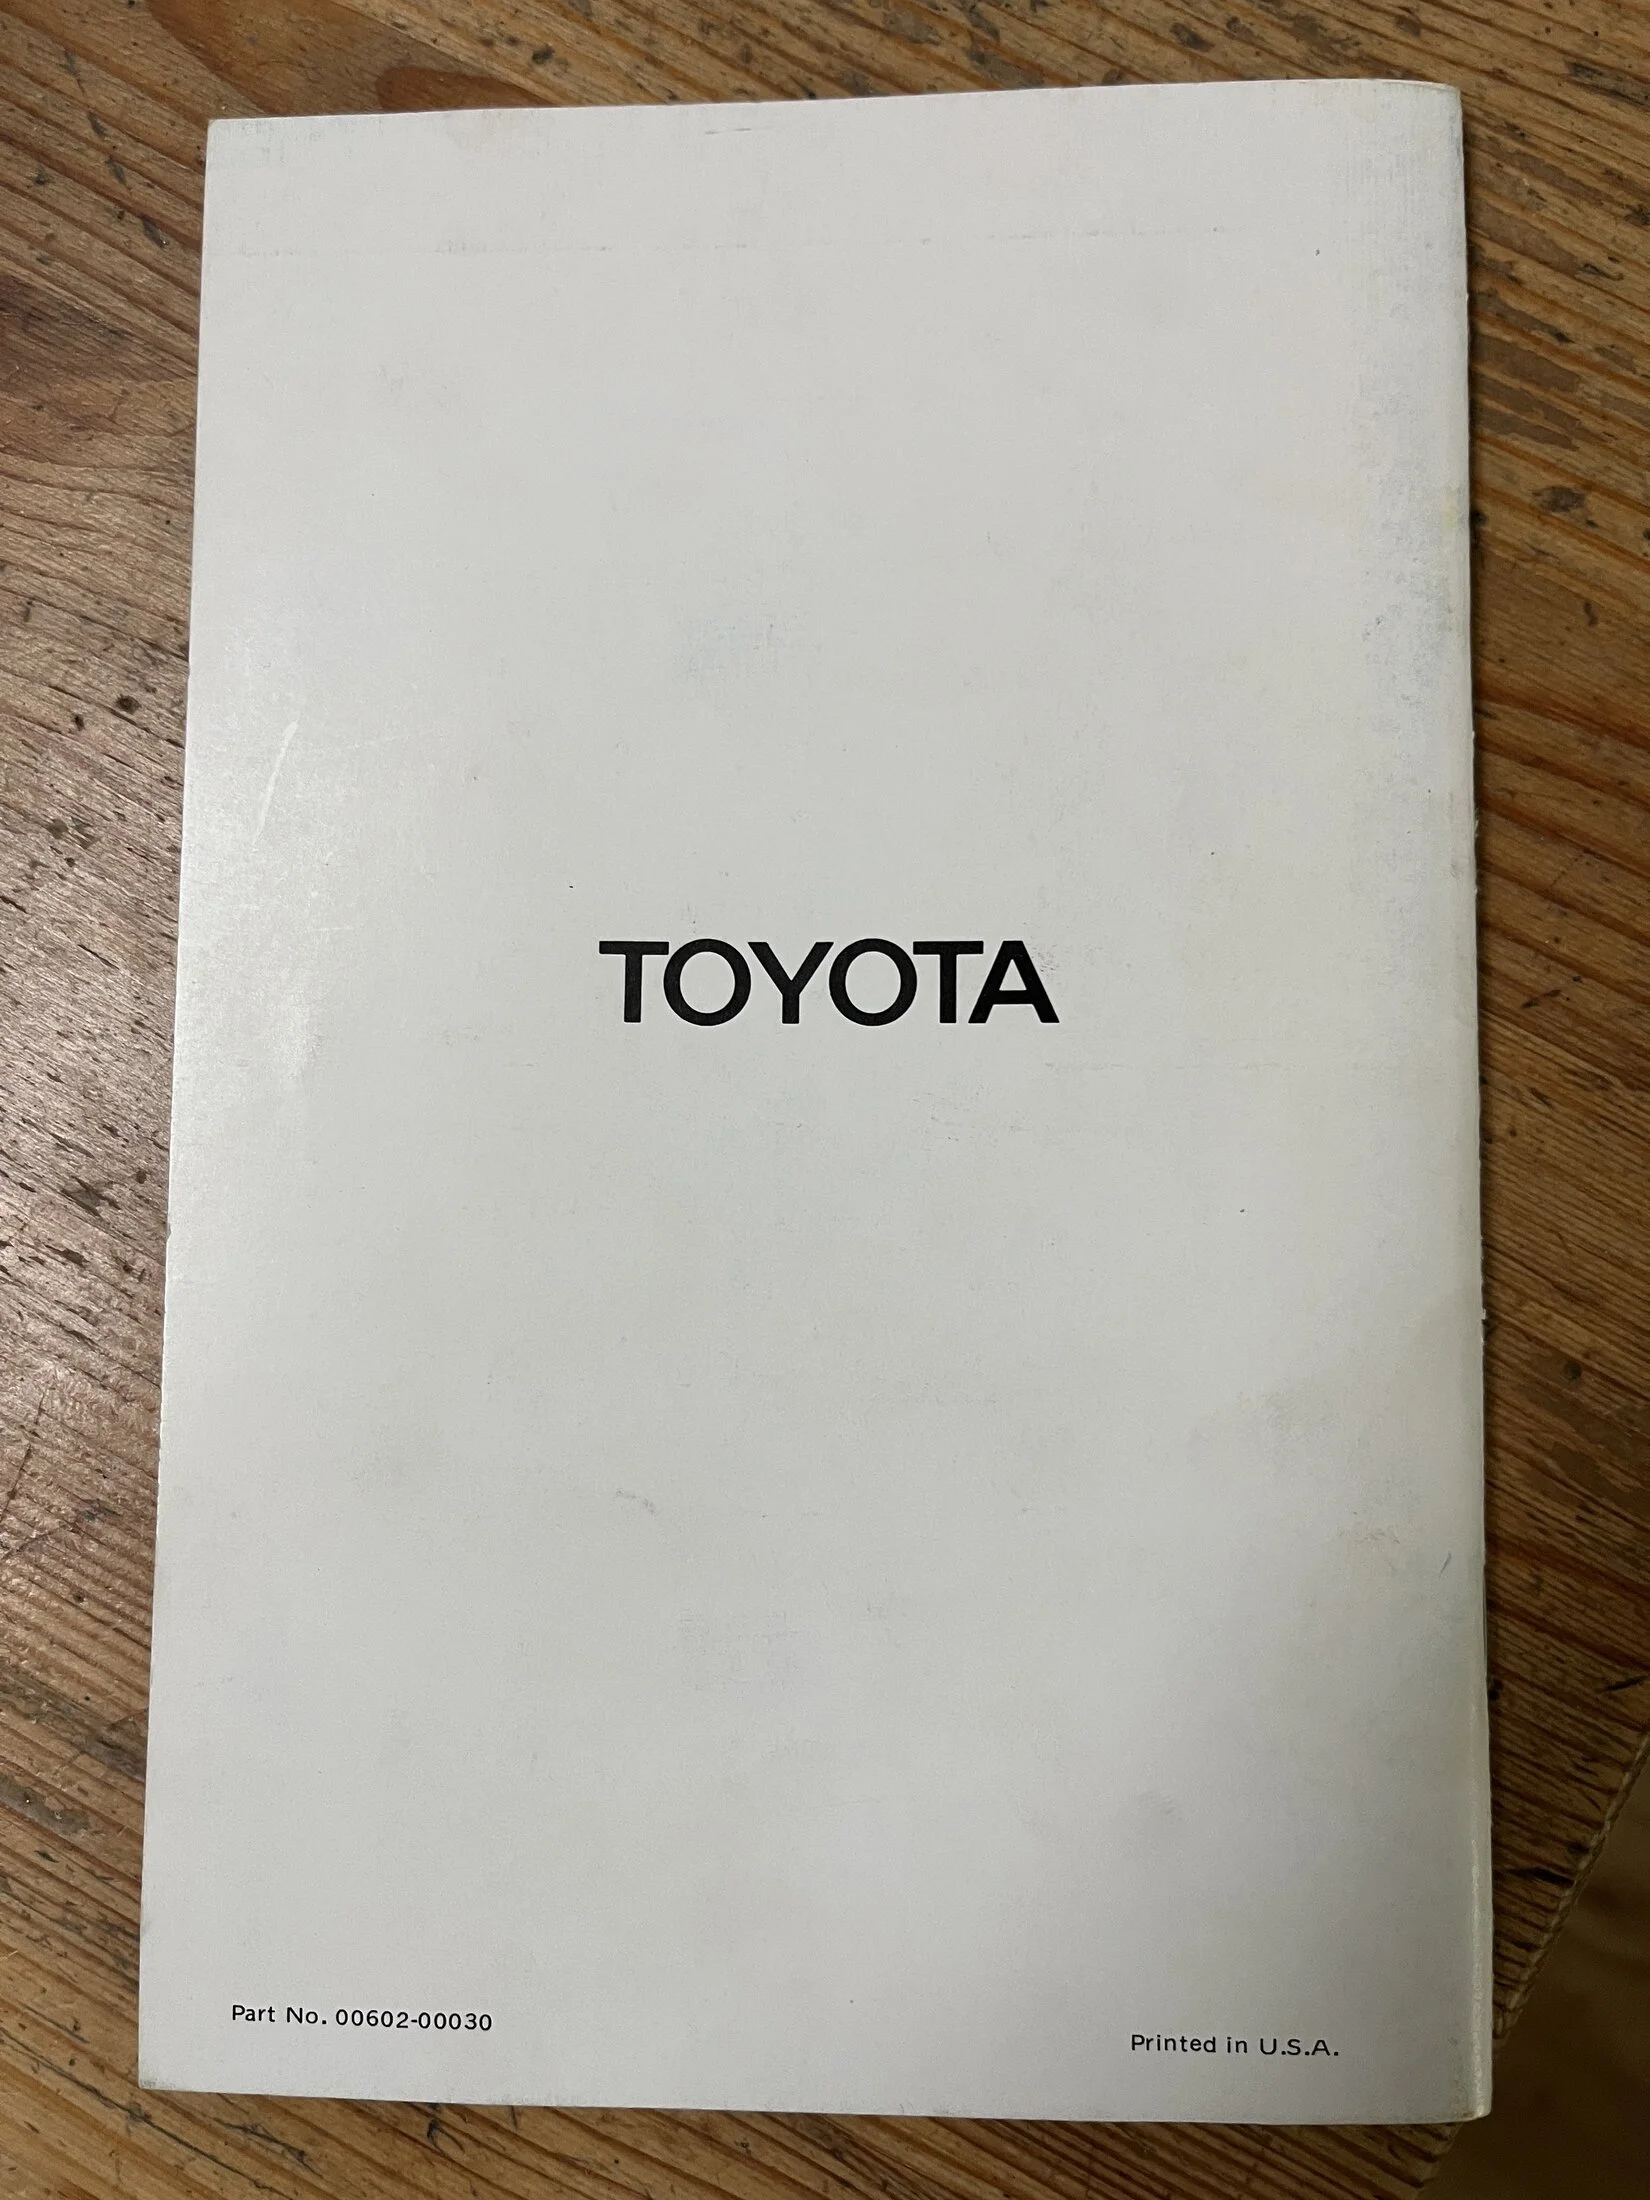 TOYOTA
Part No. 00602-00030
Printed in U.S.A.